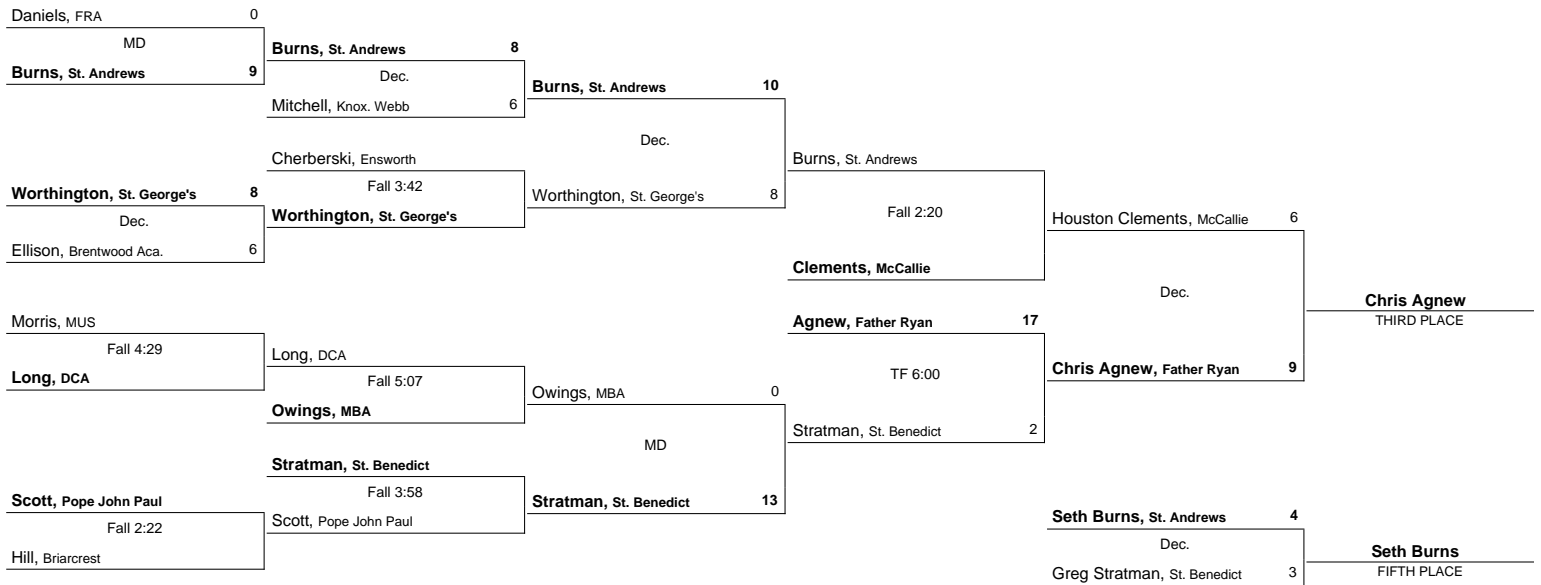 Daniels, FRA 0
MD
Burns, St. Andrews 9
Worthington, St. George's 8
Dec.
Ellison, Brentwood Aca. 6
Morris, MUS
Fall 4:29
Long, DCA
Scott, Pope John Paul
Fall 2:22
Hill, Briarcrest
Burns, St. Andrews 8
Dec.
Mitchell, Knox. Webb 6
Cherberski, Ensworth
Fall 3:42
Worthington, St. George's
Long, DCA
Fall 5:07
Owings, MBA
Stratman, St. Benedict
Fall 3:58
Scott, Pope John Paul
Burns, St. Andrews 10
Dec.
Worthington, St. George's 8
Owings, MBA 0
MD
Stratman, St. Benedict 13
Burns, St. Andrews
Fall 2:20
Clements, McCallie
Agnew, Father Ryan 17
TF 6:00
Stratman, St. Benedict 2
Houston Clements, McCallie 6
Dec.
Chris Agnew, Father Ryan 9
Chris Agnew
THIRD PLACE
Seth Burns, St. Andrews 4
Dec.
Greg Stratman, St. Benedict 3
Seth Burns
FIFTH PLACE